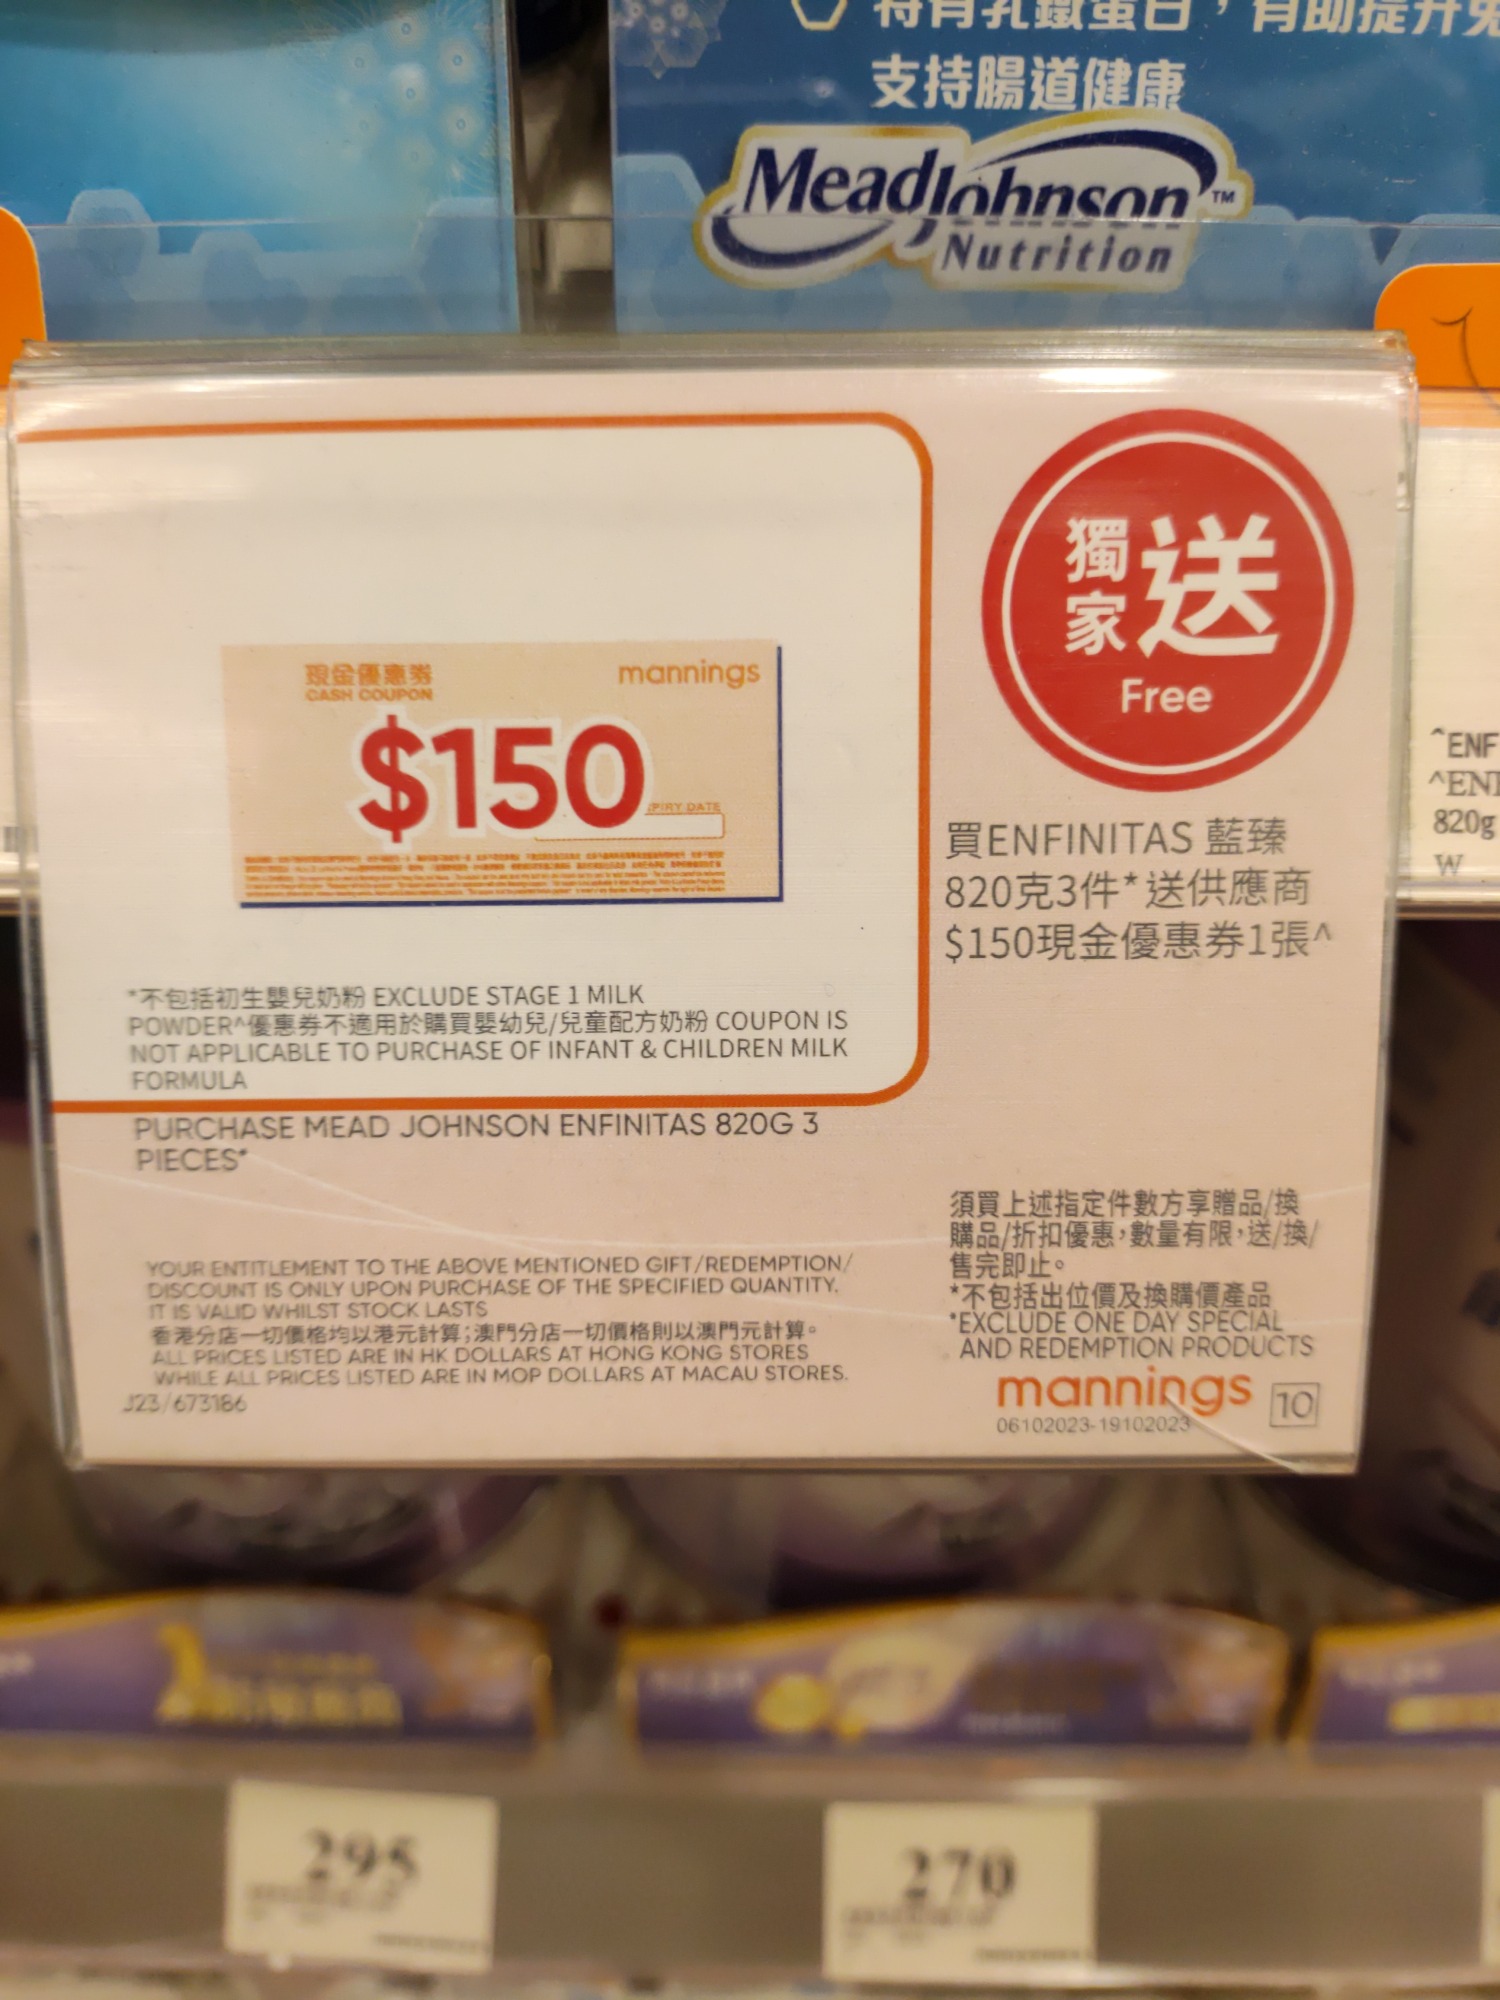 支持腸道健康
MeadJohnson™
Nutrition
獨家送
Free
現金優惠券
CASH COUPON
mannings
$150
PIRY DATE
買ENFINITAS 藍臻
820克3件*送供應商
$150現金優惠券1張^
*不包括初生嬰兒奶粉 EXCLUDE STAGE 1 MILK
POWDER^優惠券不適用於購買嬰幼兒/兒童配方奶粉 COUPON IS
NOT APPLICABLE TO PURCHASE OF INFANT & CHILDREN MILK
FORMULA
PURCHASE MEAD JOHNSON ENFINITAS 820G 3
PIECES*
須買上述指定件數方享贈品/換
購品/折扣優惠,數量有限,送/換/
售完即止。
*不包括出位價及換購價產品
*EXCLUDE ONE DAY SPECIAL
AND REDEMPTION PRODUCTS
YOUR ENTITLEMENT TO THE ABOVE MENTIONED GIFT/REDEMPTION/
DISCOUNT IS ONLY UPON PURCHASE OF THE SPECIFIED QUANTITY.
IT IS VALID WHILST STOCK LASTS
香港分店一切價格均以港元計算;澳門分店一切價格則以澳門元計算。
ALL PRICES LISTED ARE IN HK DOLLARS AT HONG KONG STORES
WHILE ALL PRICES LISTED ARE IN MOP DOLLARS AT MACAU STORES.
J23/673186
mannings 10
06102023-19102023
^ENF
^ENF
820g
W
295
270